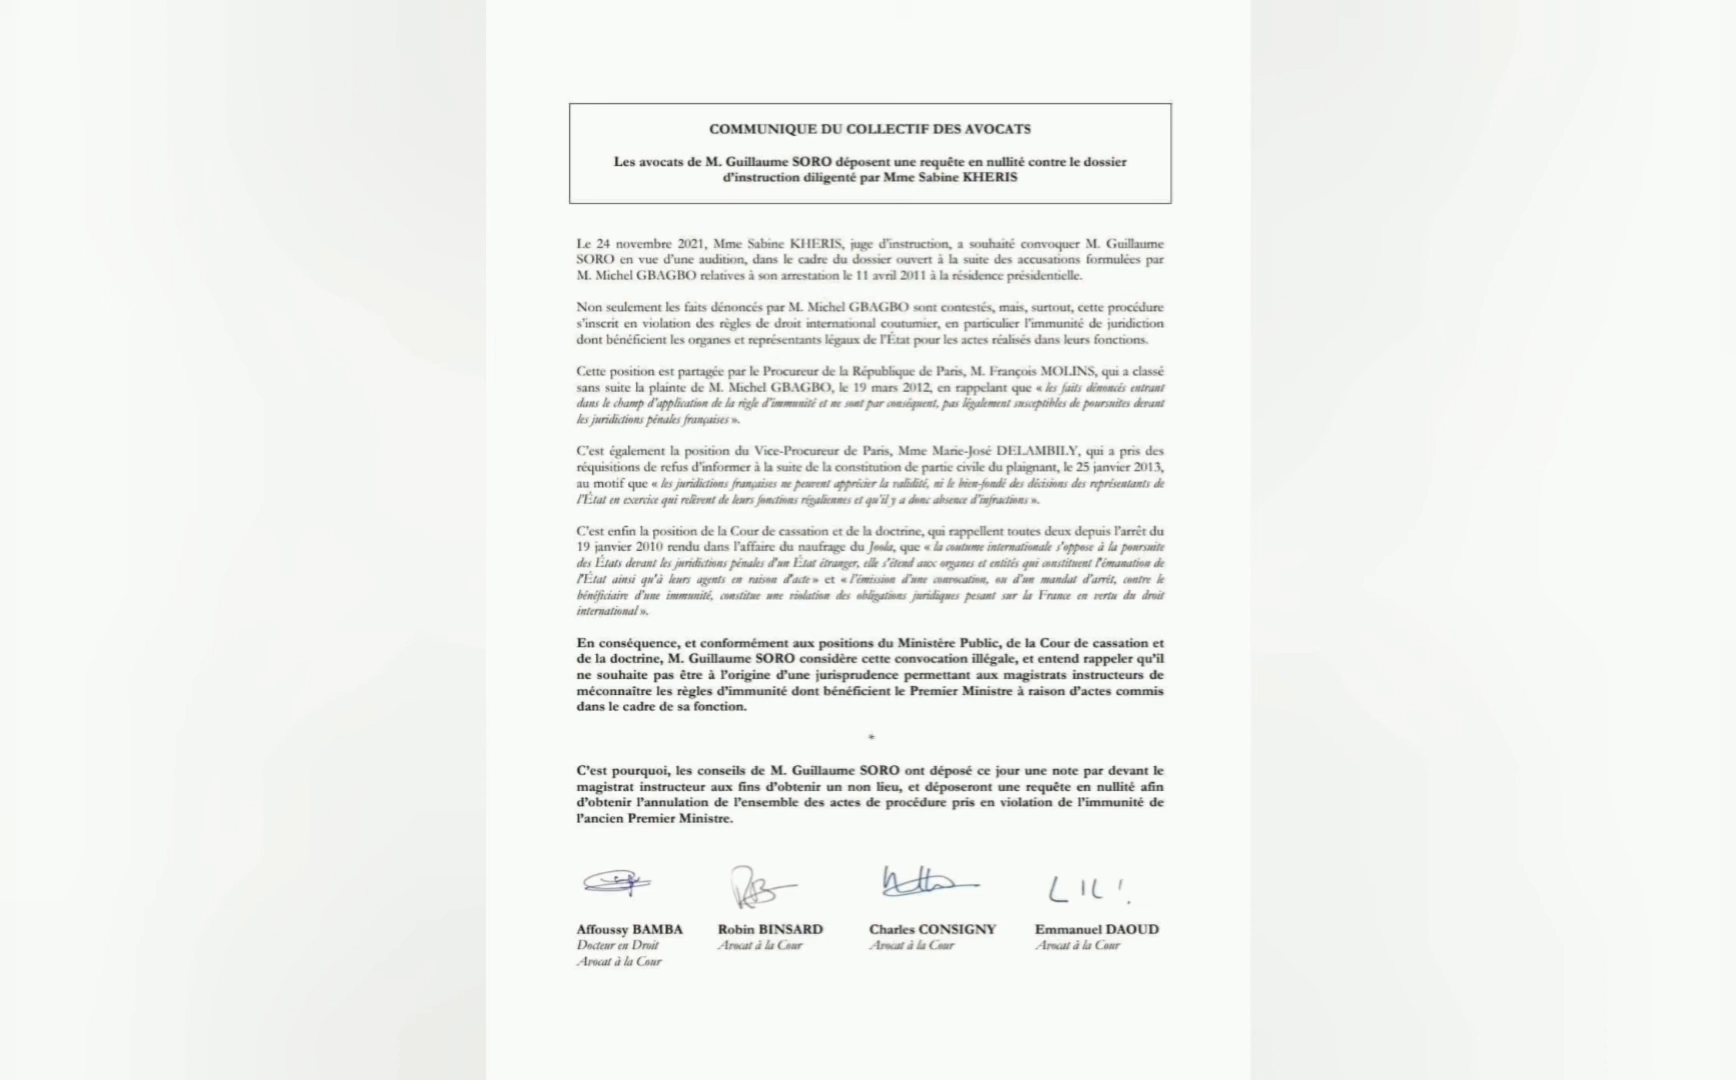 COMMUNIQUE DU COLLECTIF DES AVOCATS
Les avocats de M. Guillaume SORO déposent une requête en nullité contre le dossier
d'instruction diligenté par Mme Sabine KHERIS
Le 24 novembre 2021, Mme Sabine KHERIS, juge d'instruction, a souhaité convoquer M. Guillaume
SORO en vue d'une audition, dans le cadre du dossier ouvert à la suite des accusations formulées par
M. Michel GBAGBO relatives à son arrestation le 11 avril 2011 à la résidence présidentielle.
Non seulement les faits dénoncés par M. Michel GBAGBO sont contestés, mais, surtout, cette procédure
s'inscrit en violation des règles de droit international coutumier, en particulier l'immunité de juridiction
dont bénéficient les organes et représentants légaux de l'État pour les actes réalisés dans leurs fonctions.
Cette position est partagée par le Procureur de la République de Paris, M. François MOLINS, qui a classé
sans suite la plainte de M. Michel GBAGBO, le 19 mars 2012, en rappelant que « les faits dénoncés entrant
dans le champ d'application de la règle d'immunité et ne sont par conséquent, pas légalement susceptibles de poursuites devant
les juridictions pénales françaises ».
C'est également la position du Vice-Procureur de Paris, Mme Marie-José DELAMBILY, qui a pris des
réquisitions de refus d'informer à la suite de la constitution de partie civile du plaignant, le 25 janvier 2013,
au motif que « les juridictions françaises ne peuvent apprécier la validité, ni le bien-fondé des décisions des représentants de
l'État en exercice qui relèvent de leurs fonctions régaliennes et qu'il y a donc absence d'infractions ».
C'est enfin la position de la Cour de cassation et de la doctrine, qui rappellent toutes deux depuis l'arrêt du
19 janvier 2010 rendu dans l'affaire du naufrage du Joola, que « la coutume internationale s'oppose à la poursuite
des États devant les juridictions pénales d'un État étranger, elle s'étend aux organes et entités qui constituent l'émanation de
l'État ainsi qu'à leurs agents en raison d'acte » et « l'émission d'une convocation, ou d'un mandat d'arrêt, contre le
bénéficiaire d'une immunité, constitue une violation des obligations juridiques pesant sur la France en vertu du droit
international ».
En conséquence, et conformément aux positions du Ministère Public, de la Cour de cassation et
de la doctrine, M. Guillaume SORO considère cette convocation illégale, et entend rappeler qu'il
ne souhaite pas être à l'origine d'une jurisprudence permettant aux magistrats instructeurs de
méconnaître les règles d'immunité dont bénéficient le Premier Ministre à raison d'actes commis
dans le cadre de sa fonction.
*
C'est pourquoi, les conseils de M. Guillaume SORO ont déposé ce jour une note par devant le
magistrat instructeur aux fins d'obtenir un non lieu, et déposeront une requête en nullité afin
d'obtenir l'annulation de l'ensemble des actes de procédure pris en violation de l'immunité de
l'ancien Premier Ministre.
Affoussy BAMBA Robin BINSARD Charles CONSIGNY Emmanuel DAOUD
Docteur en Droit Avocat à la Cour Avocat à la Cour Avocat à la Cour
Avocat à la Cour